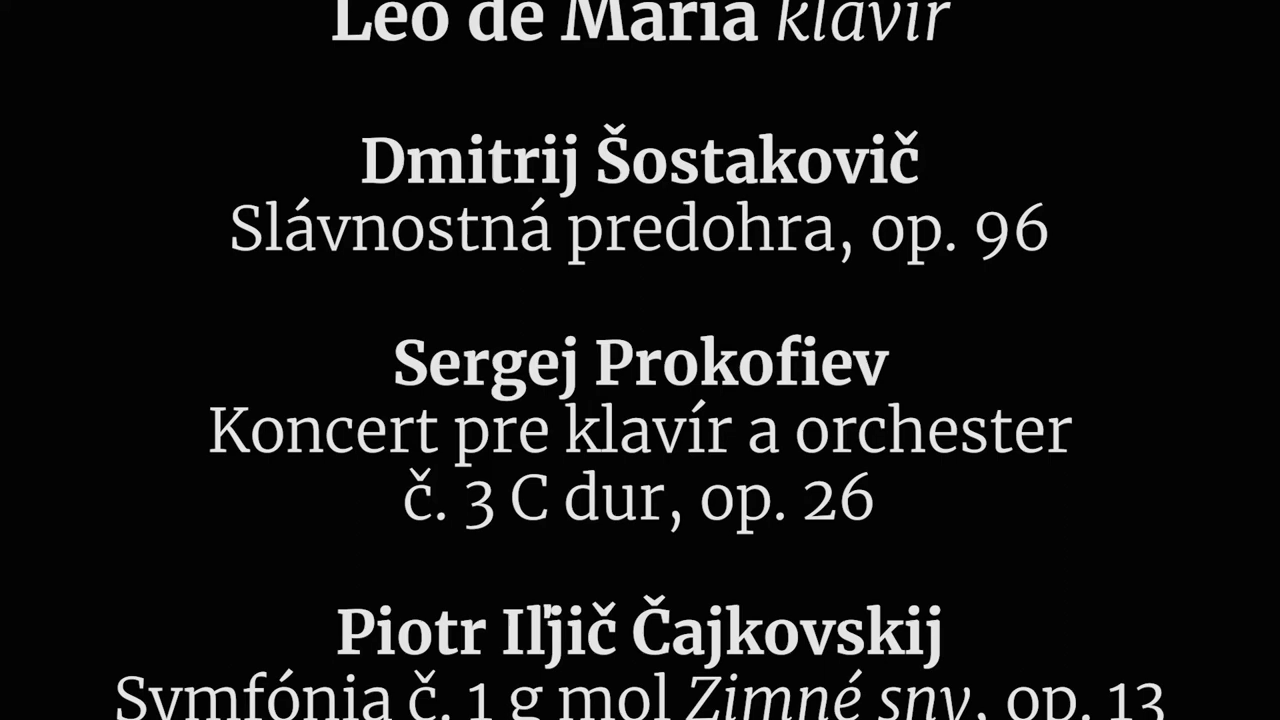 Leo de Maria klavír
Dmitrij Šostakovič
Slávnostná predohra, op. 96
Sergej Prokofiev
Koncert pre klavír a orchester
č. 3 C dur, op. 26
Piotr Iľjič Čajkovskij
Symfónia č. 1 g mol Zimné sny, op. 13